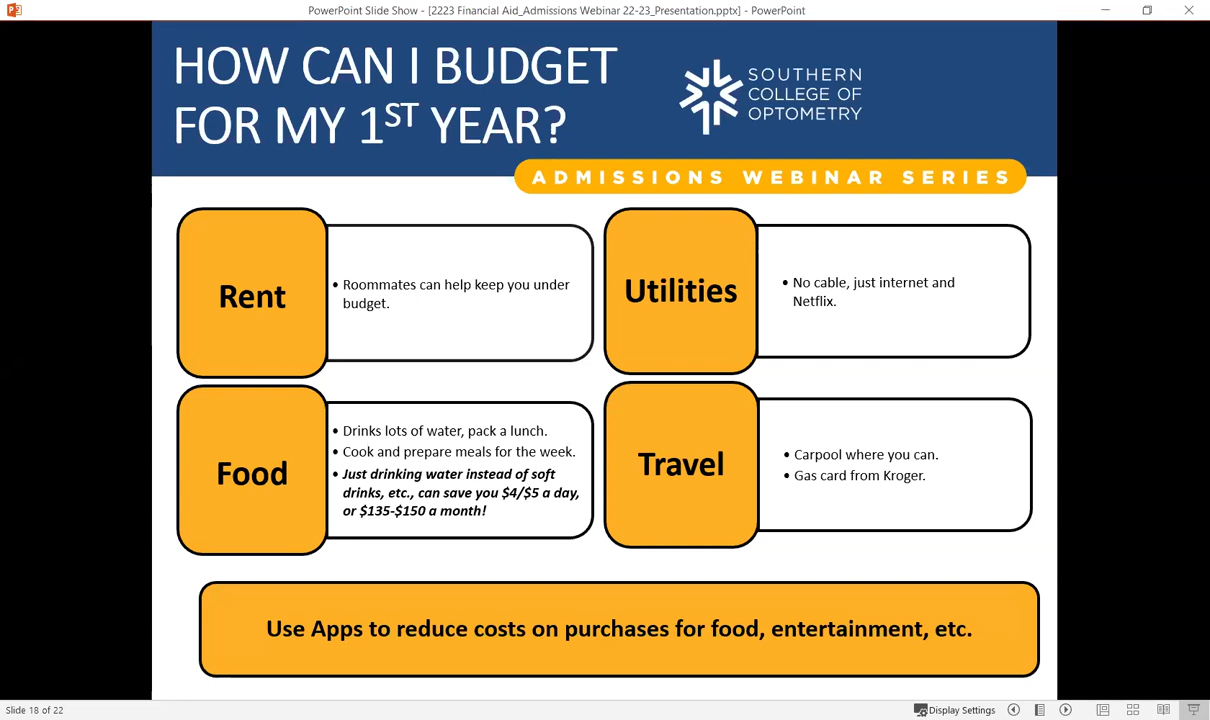 PowerPoint Slide Show - [2223 Financial Aid_Admissions Webinar 22-23_Presentation.pptx] - PowerPoint
HOW CAN I BUDGET
FOR MY 1ST YEAR?
SOUTHERN
COLLEGE OF
OPTOMETRY
ADMISSIONS WEBINAR SERIES
Rent
• Roommates can help keep you under
budget.
Utilities
• No cable, just internet and
Netflix.
Food
• Drinks lots of water, pack a lunch.
• Cook and prepare meals for the week.
• Just drinking water instead of soft
drinks, etc., can save you $4/$5 a day,
or $135-$150 a month!
Travel
• Carpool where you can.
• Gas card from Kroger.
Use Apps to reduce costs on purchases for food, entertainment, etc.
Slide 18 of 22
Display Settings